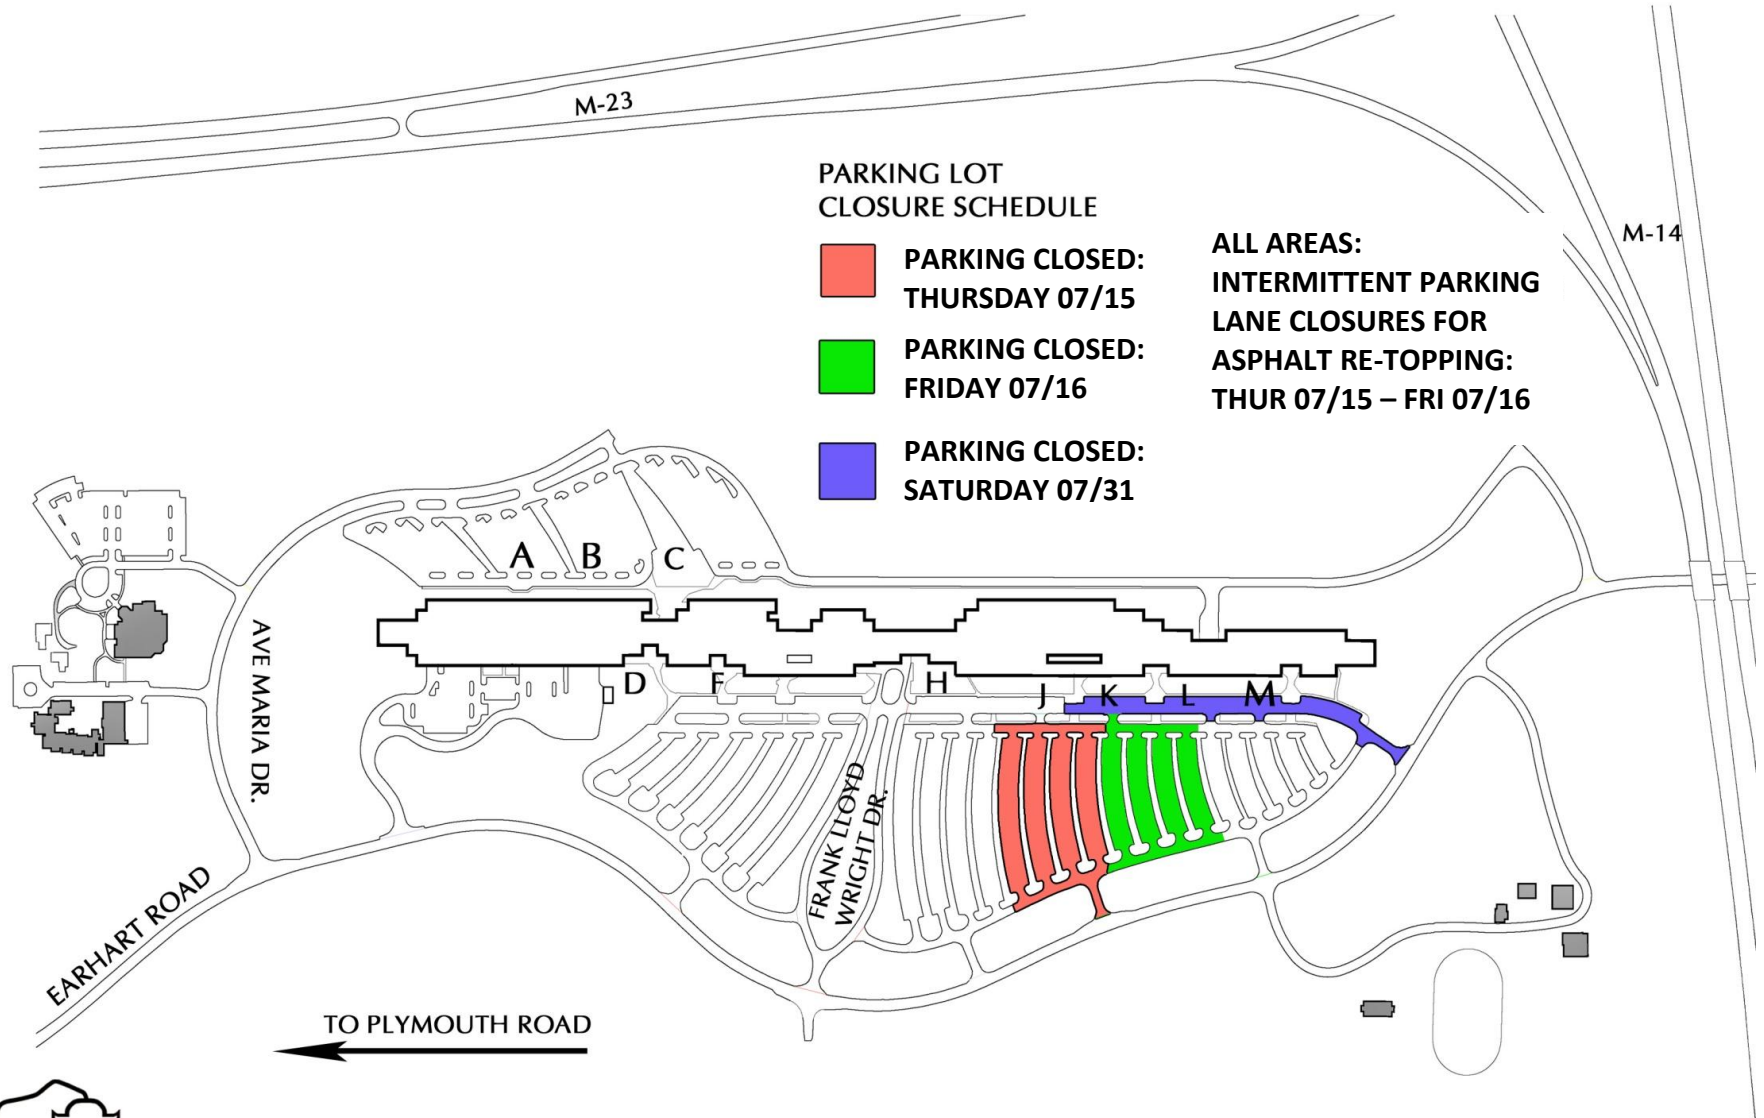 M-23
PARKING LOT
CLOSURE SCHEDULE
PARKING CLOSED:
THURSDAY 07/15
PARKING CLOSED:
FRIDAY 07/16
PARKING CLOSED:
SATURDAY 07/31
ALL AREAS:
INTERMITTENT PARKING
LANE CLOSURES FOR
ASPHALT RE-TOPPING:
THUR 07/15 – FRI 07/16
M-14
A B C
D F H J K L M
AVE MARIA DR.
FRANK LLOYD
WRIGHT DR.
EARHART ROAD
TO PLYMOUTH ROAD